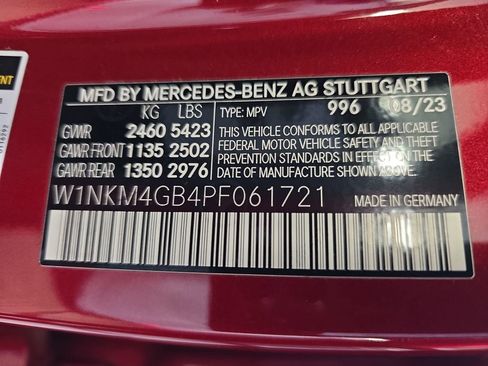 MFD BY MERCEDES-BENZ AG STUTTGART
KG LBS TYPE: MPV 996 08/23
GVWR 2460 5423
GAWR FRONT 1135 2502
GAWR REAR 1350 2976
THIS VEHICLE CONFORMS TO ALL APPLICABLE
FEDERAL MOTOR VEHICLE SAFETY AND THEFT
PREVENTION STANDARDS IN EFFECT ON THE
DATE OF MANUFACTURE SHOWN ABOVE.
W1NKM4GB4PF061721
MADE IN GERMANY